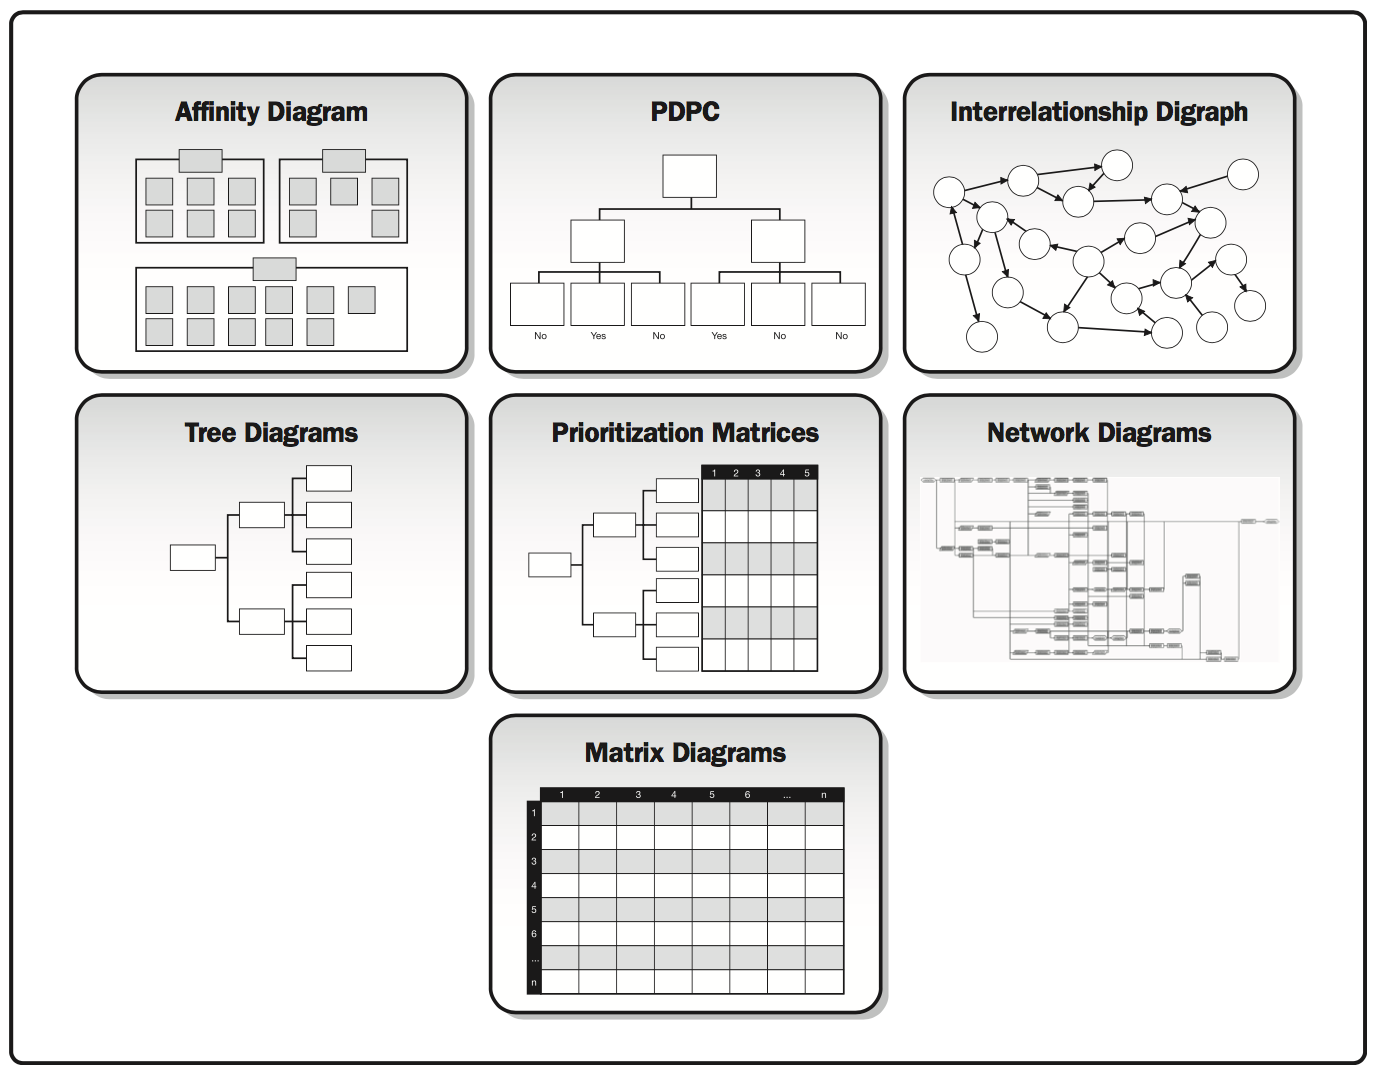 Affinity Diagram
PDPC
No Yes No Yes No No
Interrelationship Digraph
Tree Diagrams
Prioritization Matrices
1 2 3 4 5
Network Diagrams
Matrix Diagrams
1 2 3 4 5 6 ... n
1
2
3
4
5
6
...
n